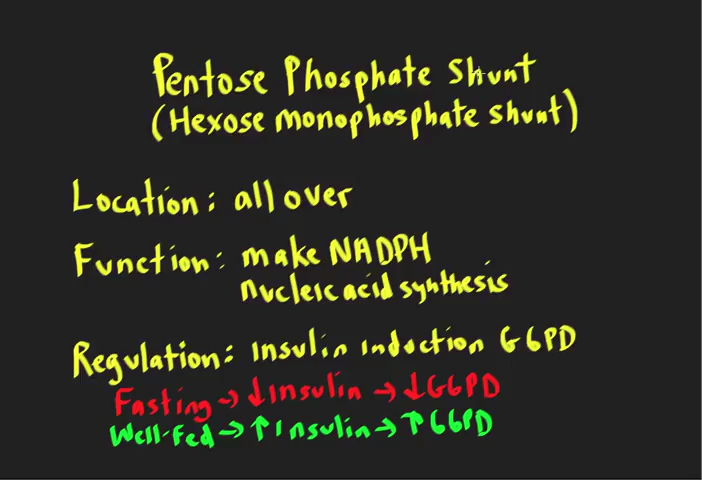 Pentose Phosphate Shunt
(Hexose monophosphate shunt)
Location: all over
Function: make NADPH
nucleic acid synthesis
Regulation: Insulin induction G6PD
Fasting → ↓ Insulin → ↓ G6PD
Well-Fed → ↑ Insulin → ↑ G6PD